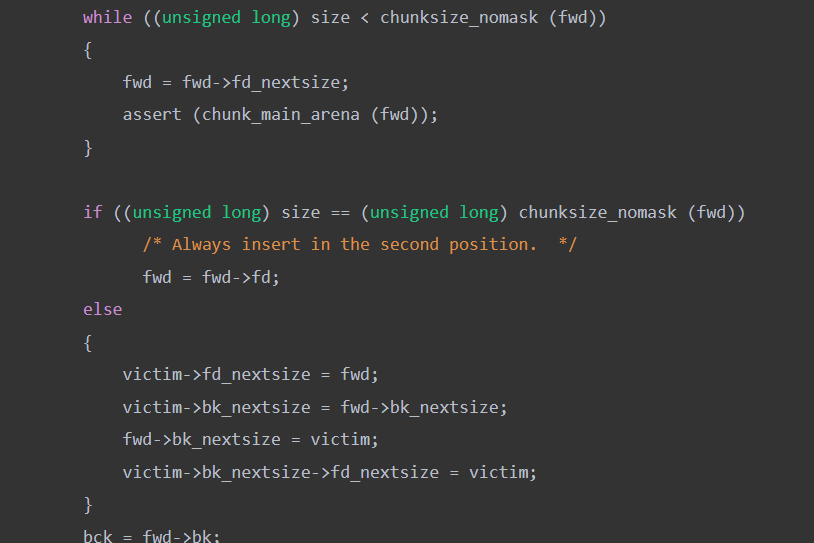 while ((unsigned long) size < chunksize_nomask (fwd))
{
fwd = fwd->fd_nextsize;
assert (chunk_main_arena (fwd));
}
if ((unsigned long) size == (unsigned long) chunksize_nomask (fwd))
/* Always insert in the second position.  */
fwd = fwd->fd;
else
{
victim->fd_nextsize = fwd;
victim->bk_nextsize = fwd->bk_nextsize;
fwd->bk_nextsize = victim;
victim->bk_nextsize->fd_nextsize = victim;
}
bck = fwd->bk;